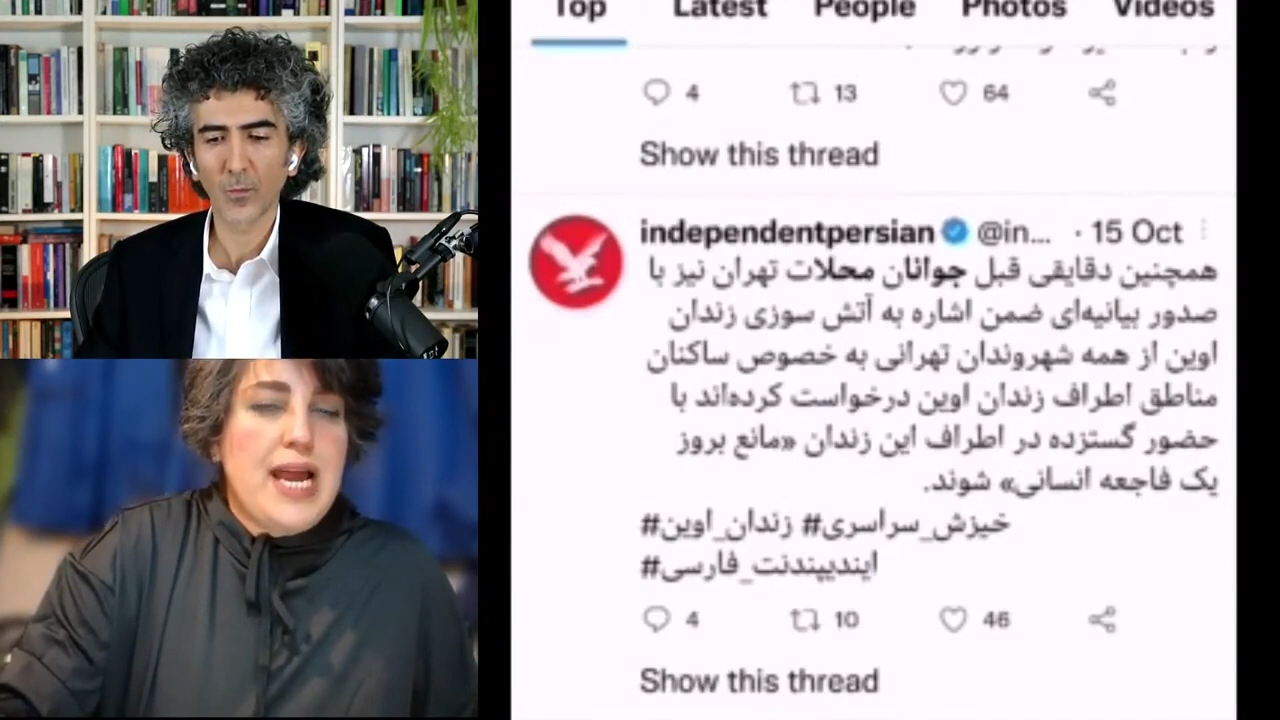 Top Latest People Photos Videos
4 13 64
Show this thread
independentpersian @in... · 15 Oct
همچنین دقایقی قبل جوانان محلات تهران نیز با
صدور بیانیه‌ای ضمن اشاره به آتش سوزی زندان
اوین از همه شهروندان تهرانی به خصوص ساکنان
مناطق اطراف زندان اوین درخواست کرده‌اند با
حضور گسترده در اطراف این زندان «مانع بروز
یک فاجعه انسانی» شوند.
#خیزش_سراسری #زندان_اوین
#ایندیپندنت_فارسی
4 10 46
Show this thread